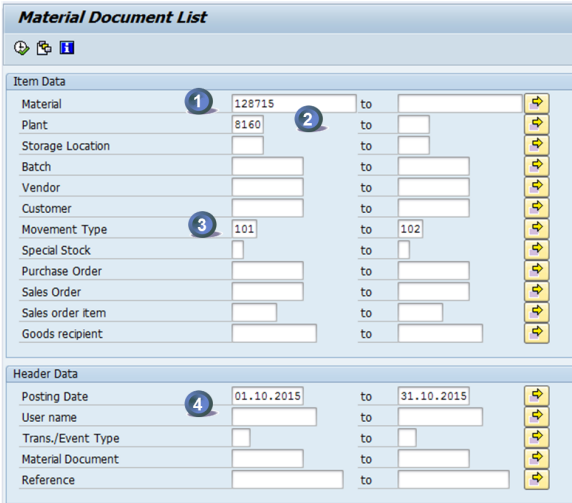 Material Document List
Item Data
Material 1 128715 to
Plant 8160 2 to
Storage Location to
Batch to
Vendor to
Customer to
Movement Type 3 101 to 102
Special Stock to
Purchase Order to
Sales Order to
Sales order item to
Goods recipient to
Header Data
Posting Date 4 01.10.2015 to 31.10.2015
User name to
Trans./Event Type to
Material Document to
Reference to